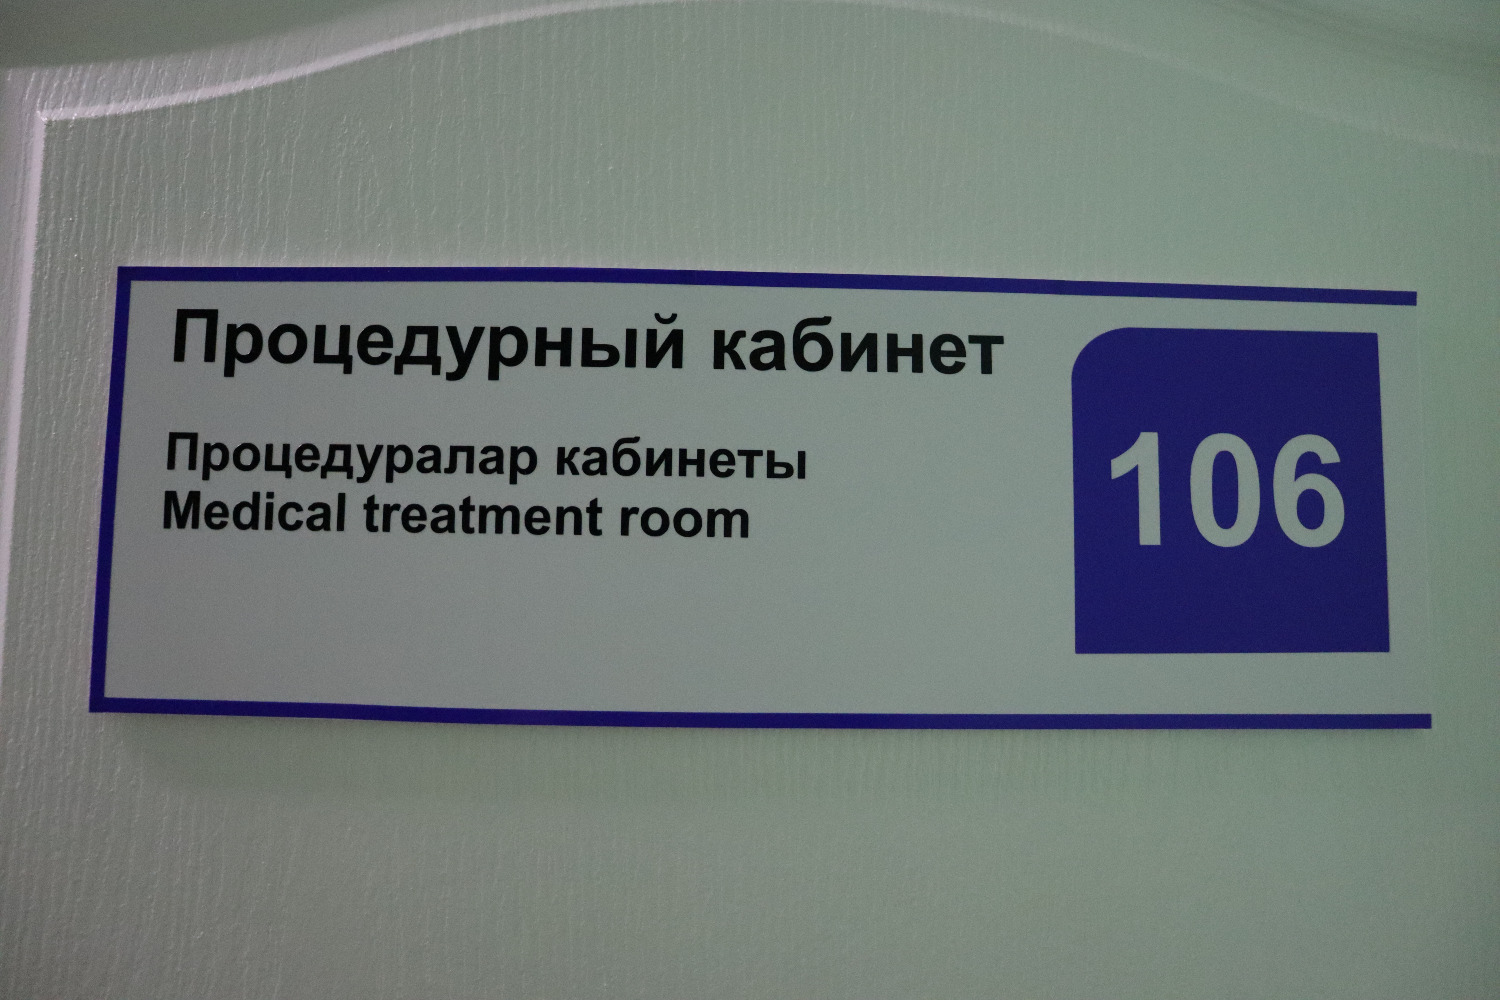 Процедурный кабинет
Процедуралар кабинеты
Medical treatment room
106